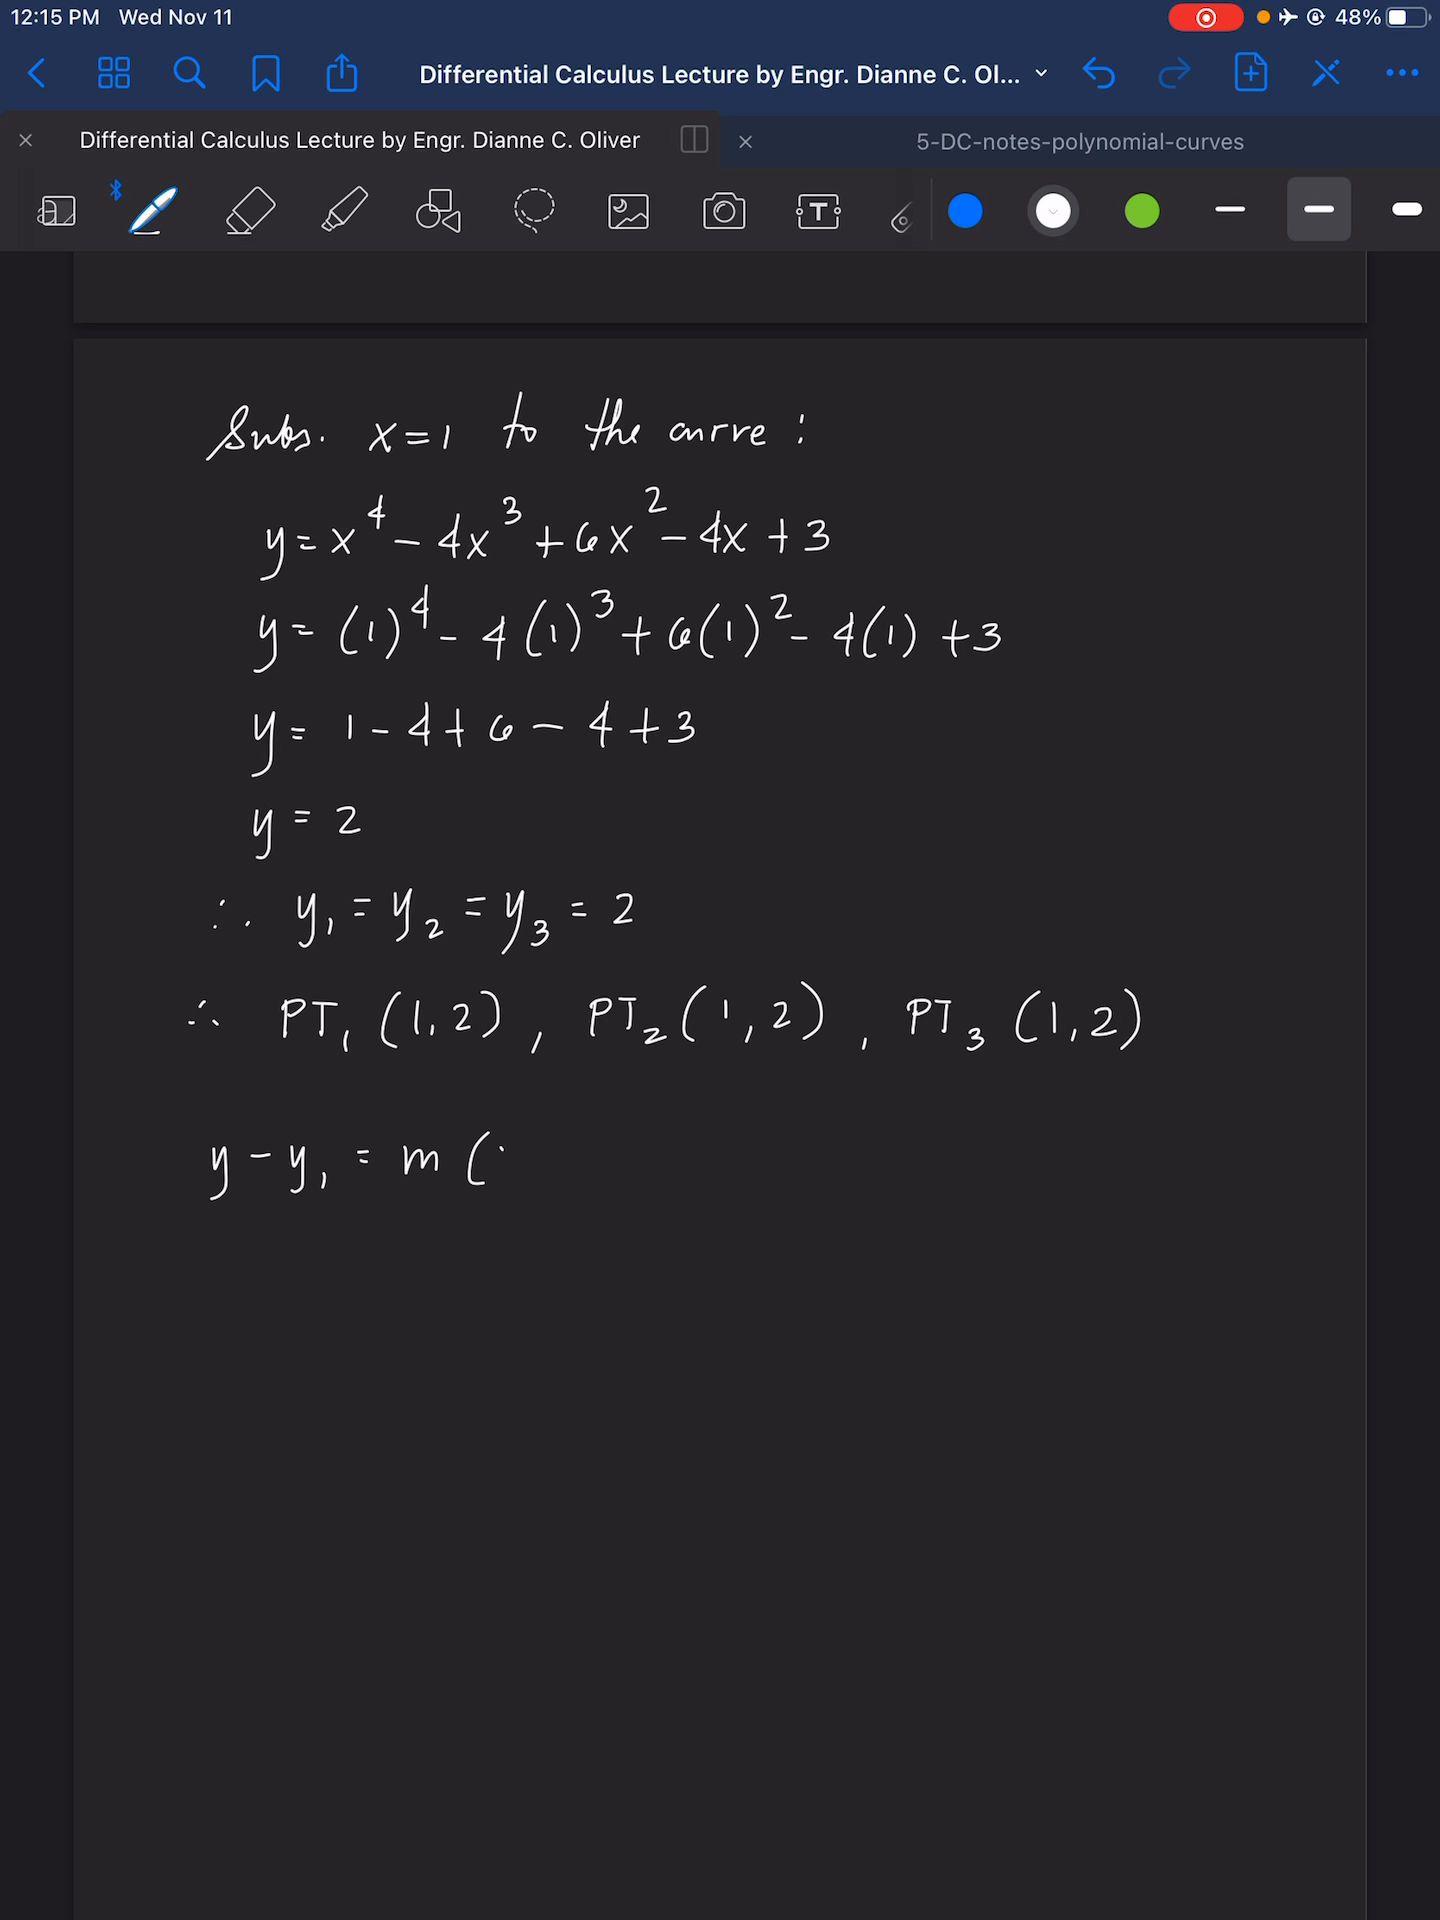 12:15 PM Wed Nov 11 48%
Differential Calculus Lecture by Engr. Dianne C. Ol...
Differential Calculus Lecture by Engr. Dianne C. Oliver 5-DC-notes-polynomial-curves
Subs. x=1 to the curve :
y = x⁴ - 4x³ + 6x² - 4x + 3
y = (1)⁴ - 4(1)³ + 6(1)² - 4(1) + 3
y = 1 - 4 + 6 - 4 + 3
y = 2
∴ y₁ = y₂ = y₃ = 2
∴ PT₁ (1,2) , PT₂ (1,2) , PT₃ (1,2)
y - y₁ = m (